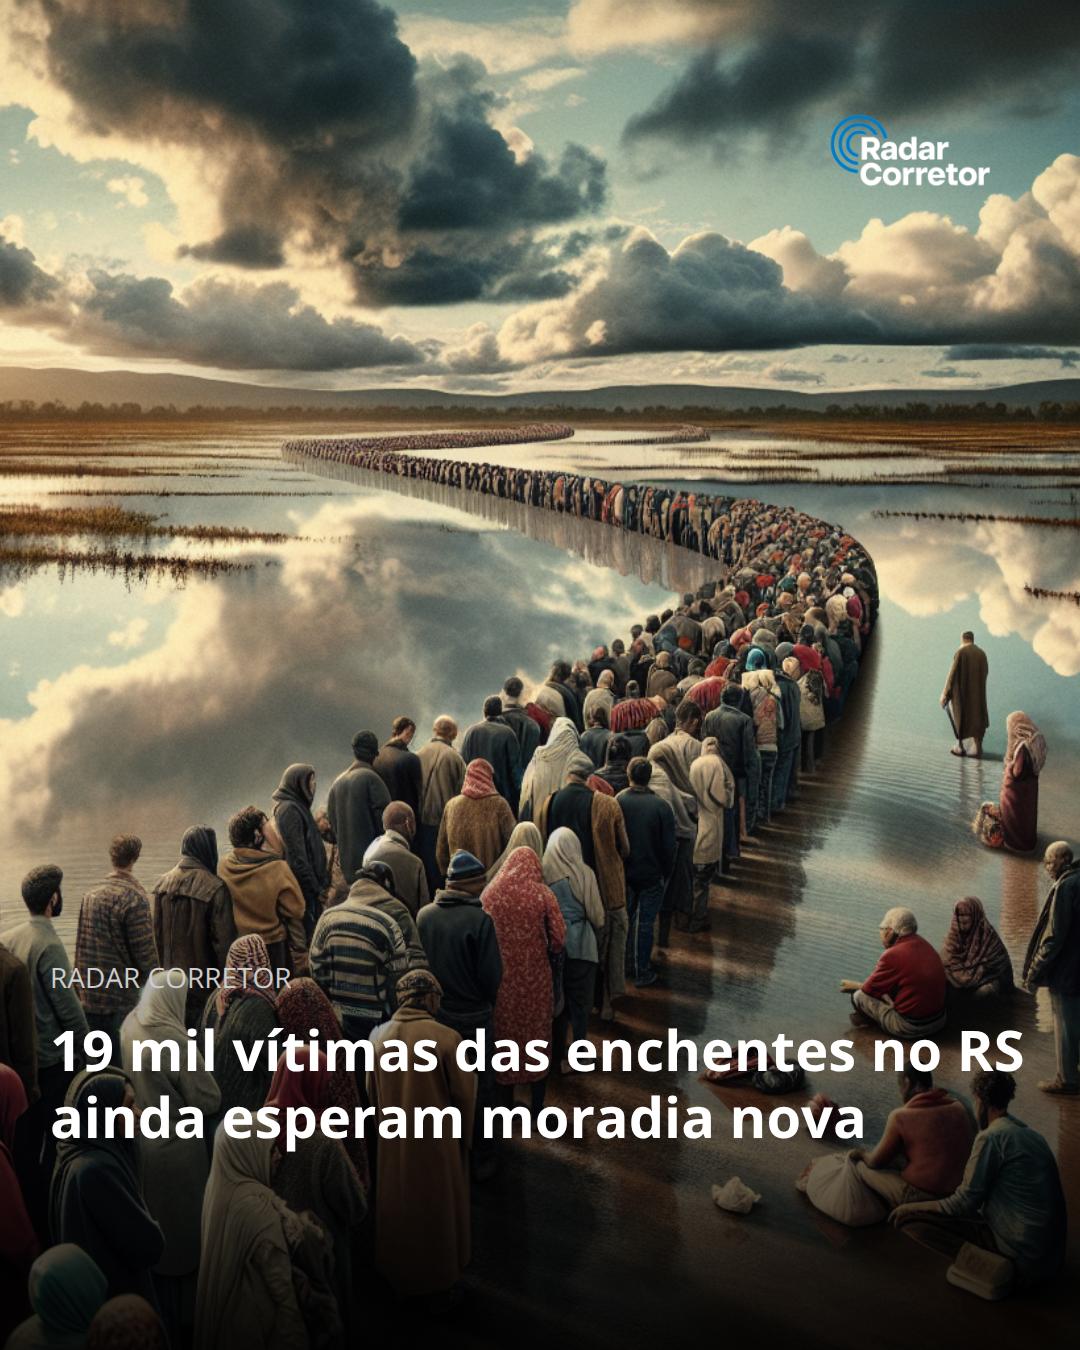 Radar
Corretor
RADAR CORRETOR
19 mil vítimas das enchentes no RS
ainda esperam moradia nova